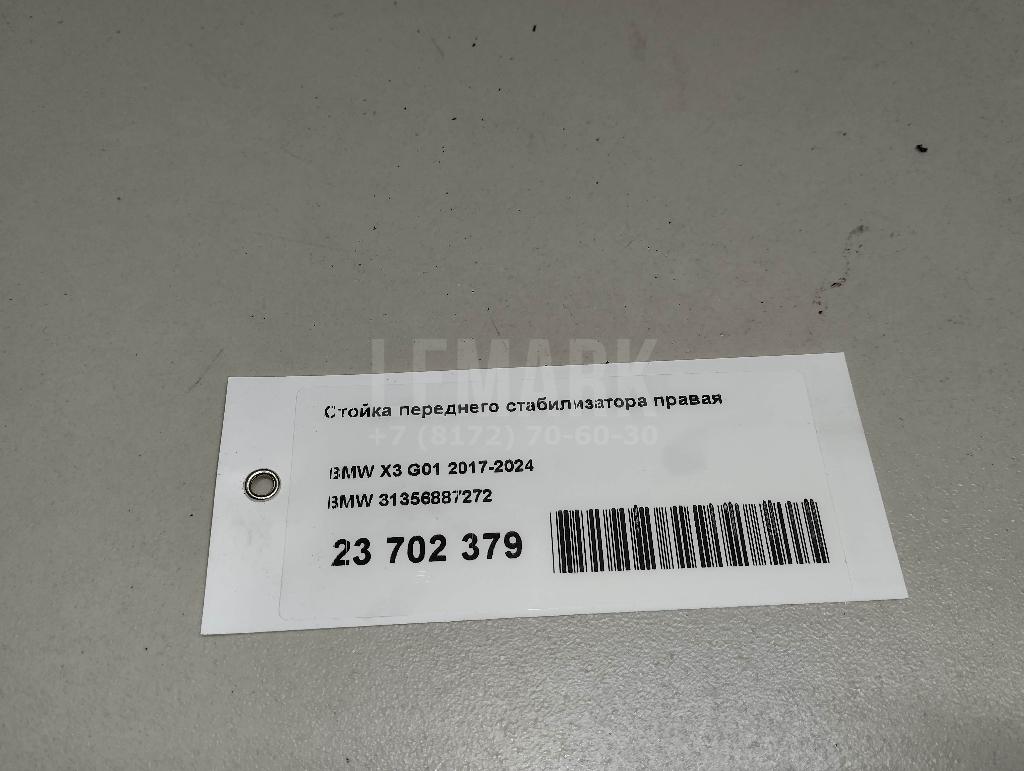 LEMARK
Стойка переднего стабилизатора правая
+7 (8172) 70-60-30
BMW X3 G01 2017-2024
BMW 31356887272
23 702 379